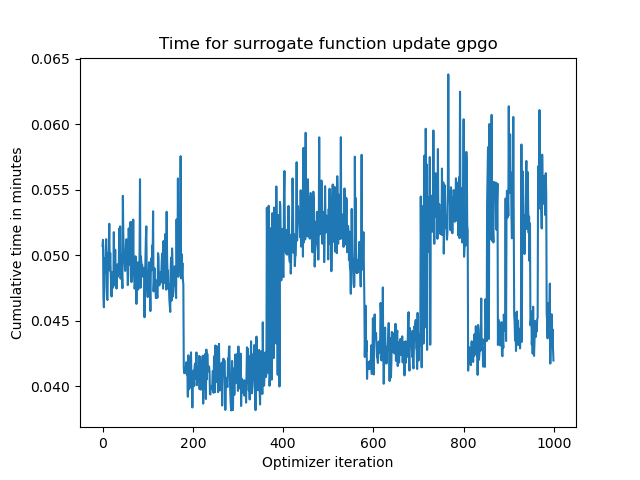 Time for surrogate function update gpgo
Cumulative time in minutes
0.065
0.060
0.055
0.050
0.045
0.040
0 200 400 600 800 1000
Optimizer iteration